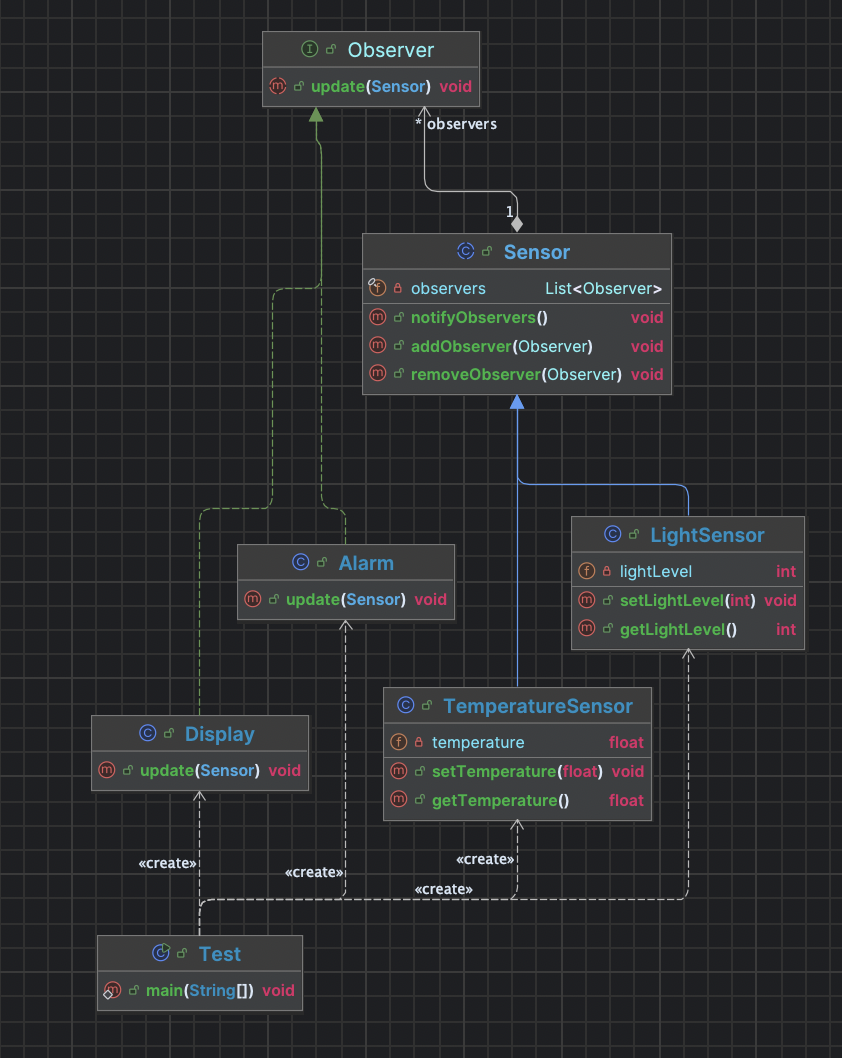 Observer
update(Sensor) void
* observers
1
Sensor
observers List<Observer>
notifyObservers() void
addObserver(Observer) void
removeObserver(Observer) void
LightSensor
lightLevel int
setLightLevel(int) void
getLightLevel() int
Alarm
update(Sensor) void
TemperatureSensor
temperature float
setTemperature(float) void
getTemperature() float
Display
update(Sensor) void
«create»
«create»
«create»
«create»
Test
main(String[]) void